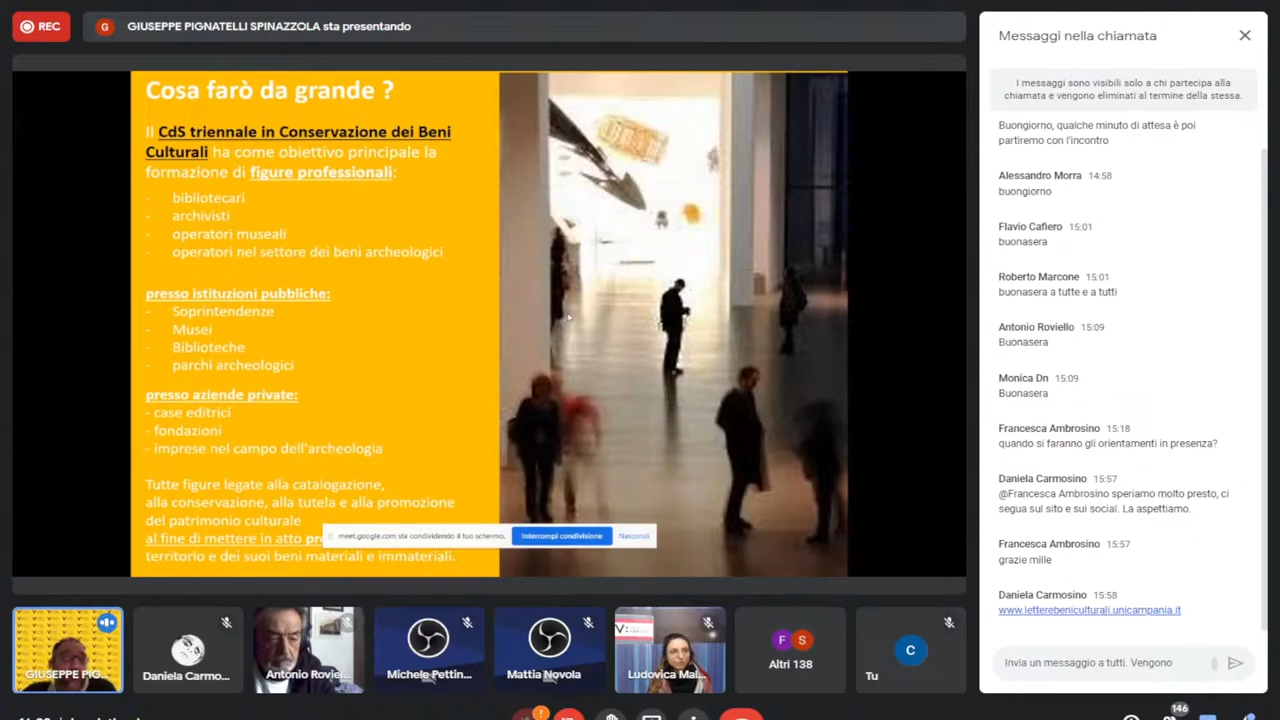 REC
G
GIUSEPPE PIGNATELLI SPINAZZOLA sta presentando
Cosa farò da grande ?
Il CdS triennale in Conservazione dei Beni
Culturali ha come obiettivo principale la
formazione di figure professionali:
- bibliotecari
- archivisti
- operatori museali
- operatori nel settore dei beni archeologici
presso istituzioni pubbliche:
- Soprintendenze
- Musei
- Biblioteche
- parchi archeologici
presso aziende private:
- case editrici
- fondazioni
- imprese nel campo dell'archeologia
Tutte figure legate alla catalogazione,
alla conservazione, alla tutela e alla promozione
del patrimonio culturale
al fine di mettere in atto
territorio e dei suoi beni materiali e immateriali.
meet.google.com sta condividendo il tuo schermo.
Interrompi condivisione
Nascondi
GIUSEPPE PIG...
Daniela Carmo...
Antonio Rovie...
Michele Pettin...
Mattia Novola
Ludovica Mal...
F S
Altri 138
C
Tu
Messaggi nella chiamata
I messaggi sono visibili solo a chi partecipa alla
chiamata e vengono eliminati al termine della stessa.
Buongiorno, qualche minuto di attesa è poi
partiremo con l'incontro
Alessandro Morra 14:58
buongiorno
Flavio Cafiero 15:01
buonasera
Roberto Marcone 15:01
buonasera a tutte e a tutti
Antonio Roviello 15:09
Buonasera
Monica Dn 15:09
Buonasera
Francesca Ambrosino 15:18
quando si faranno gli orientamenti in presenza?
Daniela Carmosino 15:57
@Francesca Ambrosino speriamo molto presto, ci
segua sul sito e sui social. La aspettiamo.
Francesca Ambrosino 15:57
grazie mille
Daniela Carmosino 15:58
www.letterebeniculturali.unicampania.it
Invia un messaggio a tutti. Vengono
146